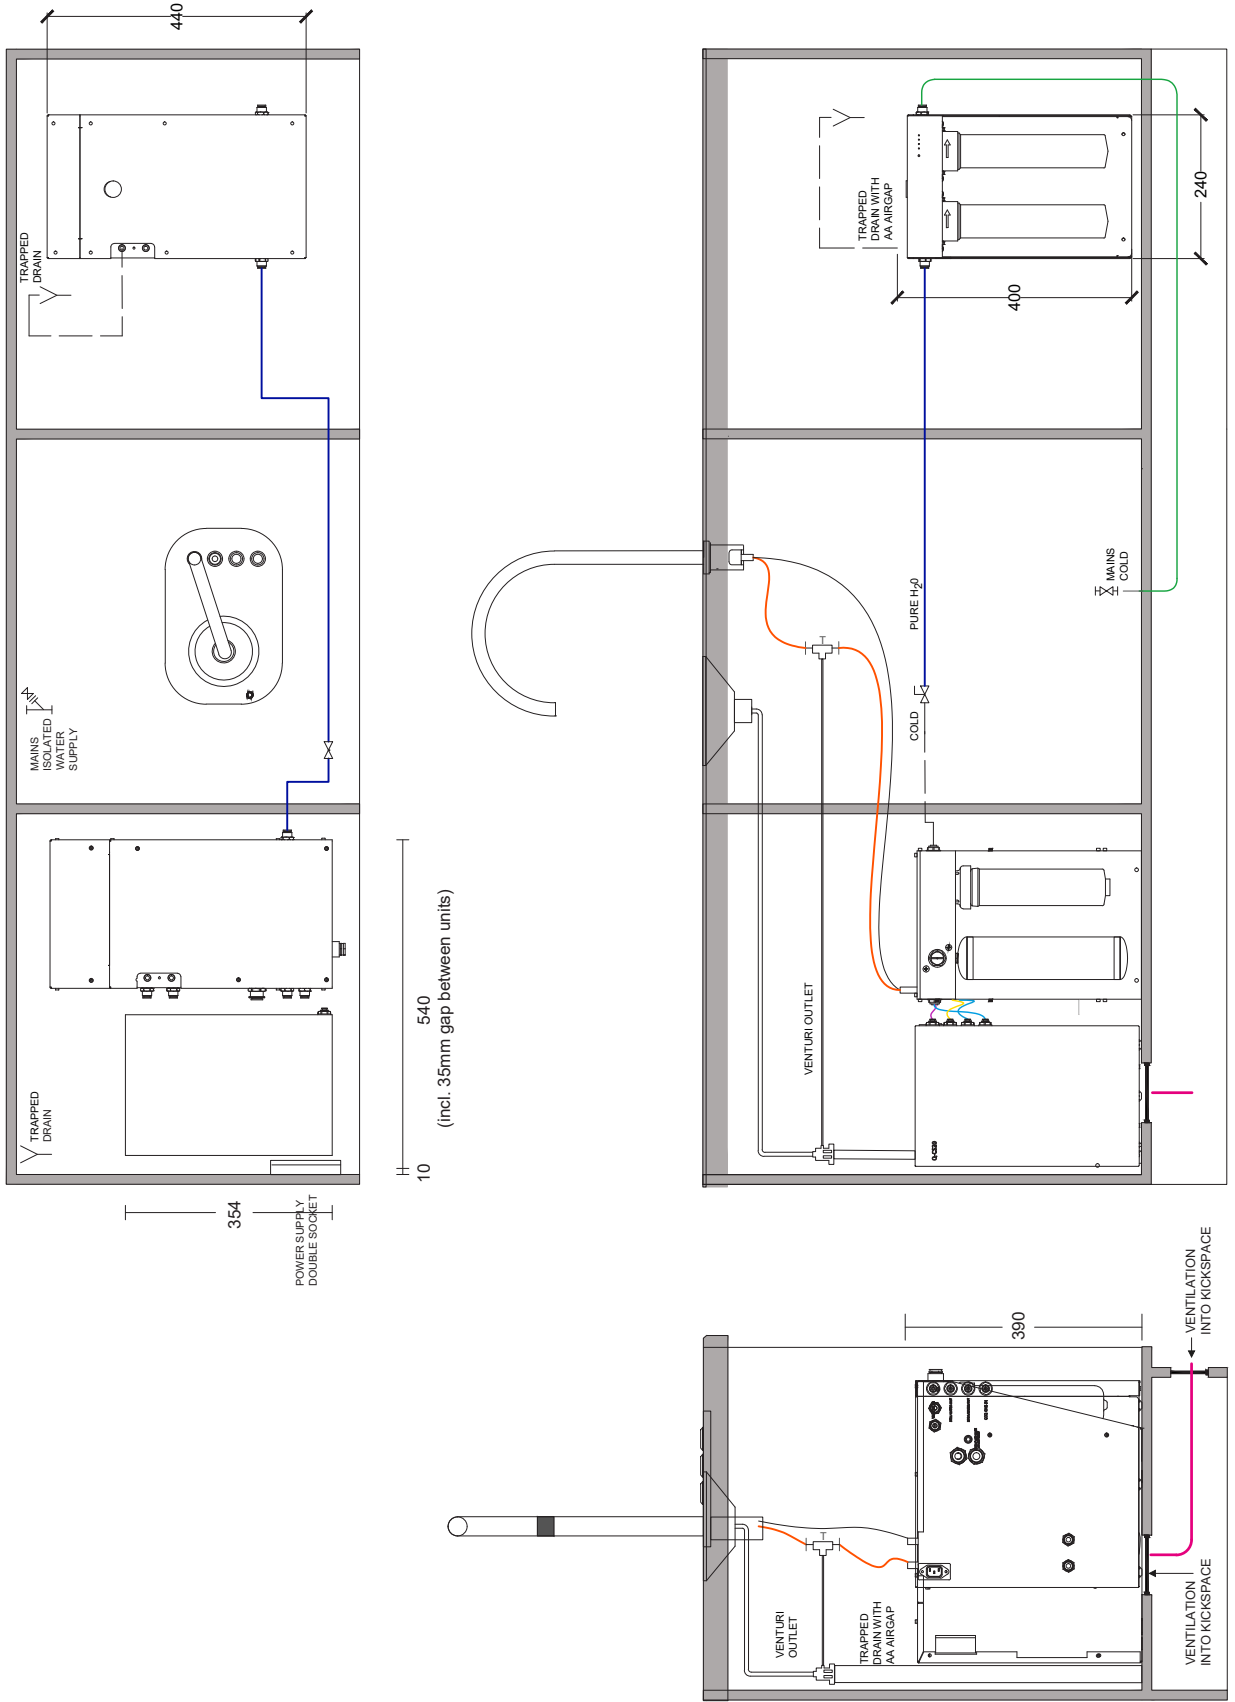 440
TRAPPED
DRAIN
MAINS
ISOLATED
WATER
SUPPLY
TRAPPED
DRAIN
540
(incl. 35mm gap between units)
10
354
POWER SUPPLY
DOUBLE SOCKET
TRAPPED
DRAIN WITH
AA AIRGAP
240
400
MAINS
COLD
PURE H₂0
COLD
VENTURI OUTLET
390
VENTILATION
INTO KICKSPACE
VENTURI
OUTLET
TRAPPED
DRAIN WITH
AA AIRGAP
VENTILATION
INTO KICKSPACE